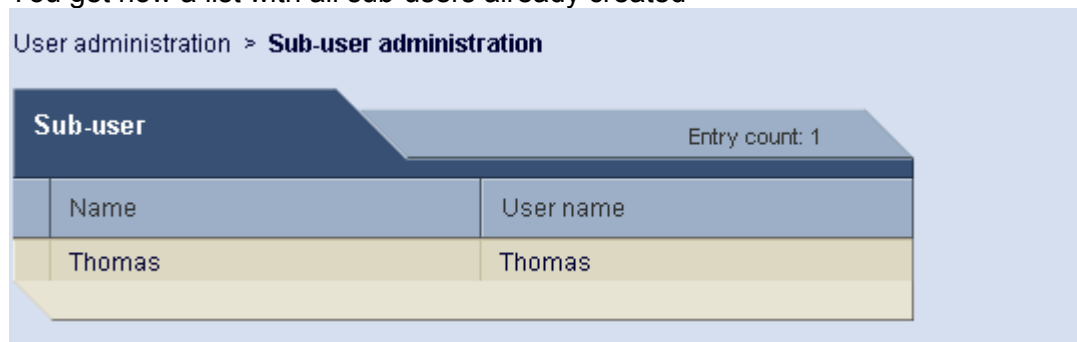 You get now a list with all sub-users already created
User administration > Sub-user administration
Sub-user
Entry count: 1
Name User name
Thomas Thomas